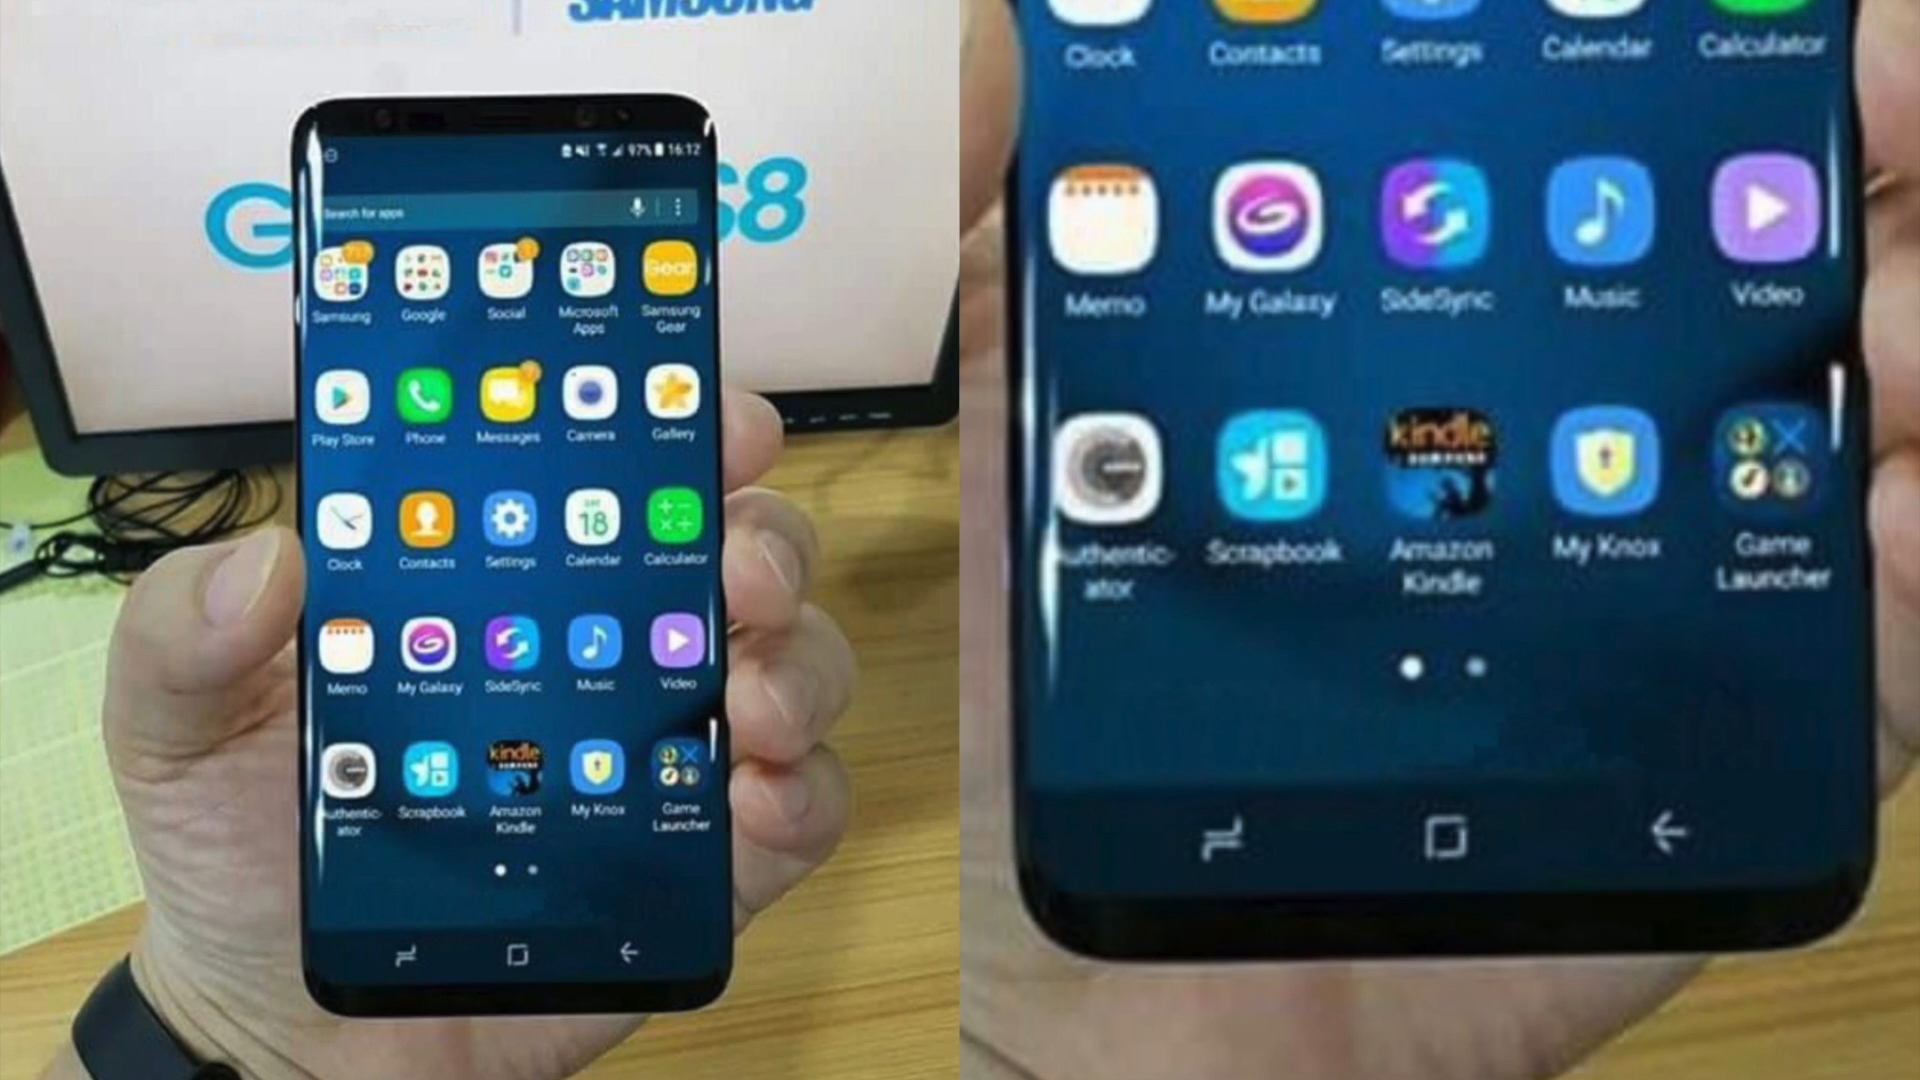 SAMSUNG
G S8
97% 16:12
Search for apps
Gear
Samsung Google Social Microsoft Apps Samsung Gear
Play Store Phone Messages Camera Gallery
18
Clock Contacts Settings Calendar Calculator
Memo My Galaxy SideSync Music Video
kindle
SAMSUNG
uthentic-
ator
Scrapbook
Amazon
Kindle
My Knox
Game
Launcher
Clock Contacts Settings Calendar Calculator
Memo My Galaxy SideSync Music Video
kindle
SAMSUNG
uthentic-
ator
Scrapbook
Amazon
Kindle
My Knox
Game
Launcher